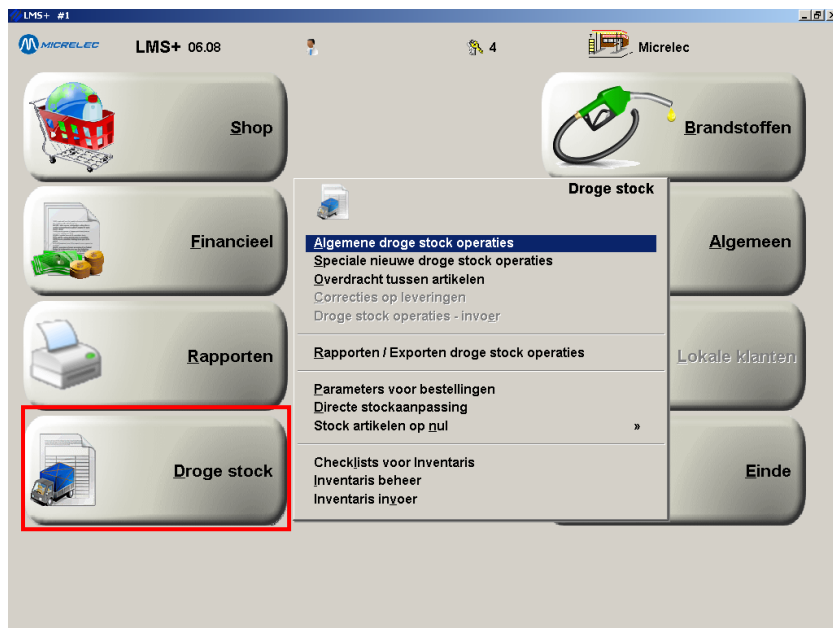 LMS+ #1
MICRELEC
LMS+ 06.08
4
Micrelec
Shop
Brandstoffen
Financieel
Algemeen
Rapporten
Lokale klanten
Droge stock
Einde
Droge stock
Algemene droge stock operaties
Speciale nieuwe droge stock operaties
Overdracht tussen artikelen
Correcties op leveringen
Droge stock operaties - invoer
Rapporten / Exporten droge stock operaties
Parameters voor bestellingen
Directe stockaanpassing
Stock artikelen op nul »
Checklists voor Inventaris
Inventaris beheer
Inventaris invoer